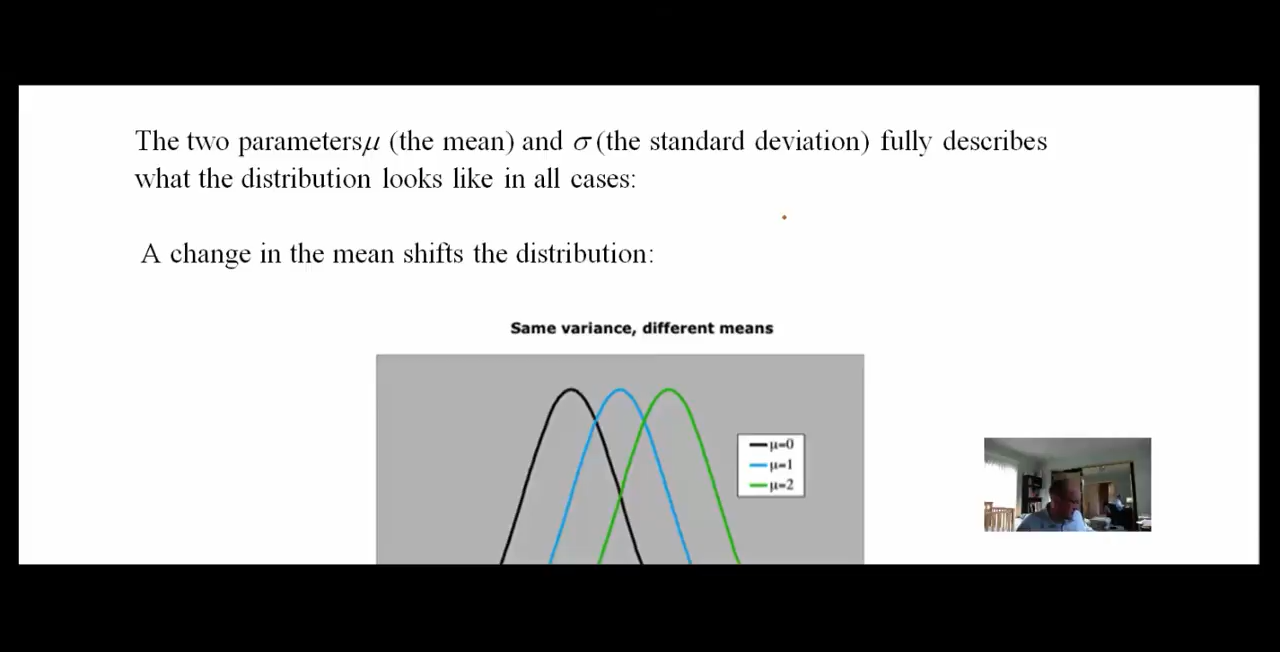 The two parameters μ (the mean) and σ (the standard deviation) fully describes
what the distribution looks like in all cases:
A change in the mean shifts the distribution:
Same variance, different means
μ=0
μ=1
μ=2